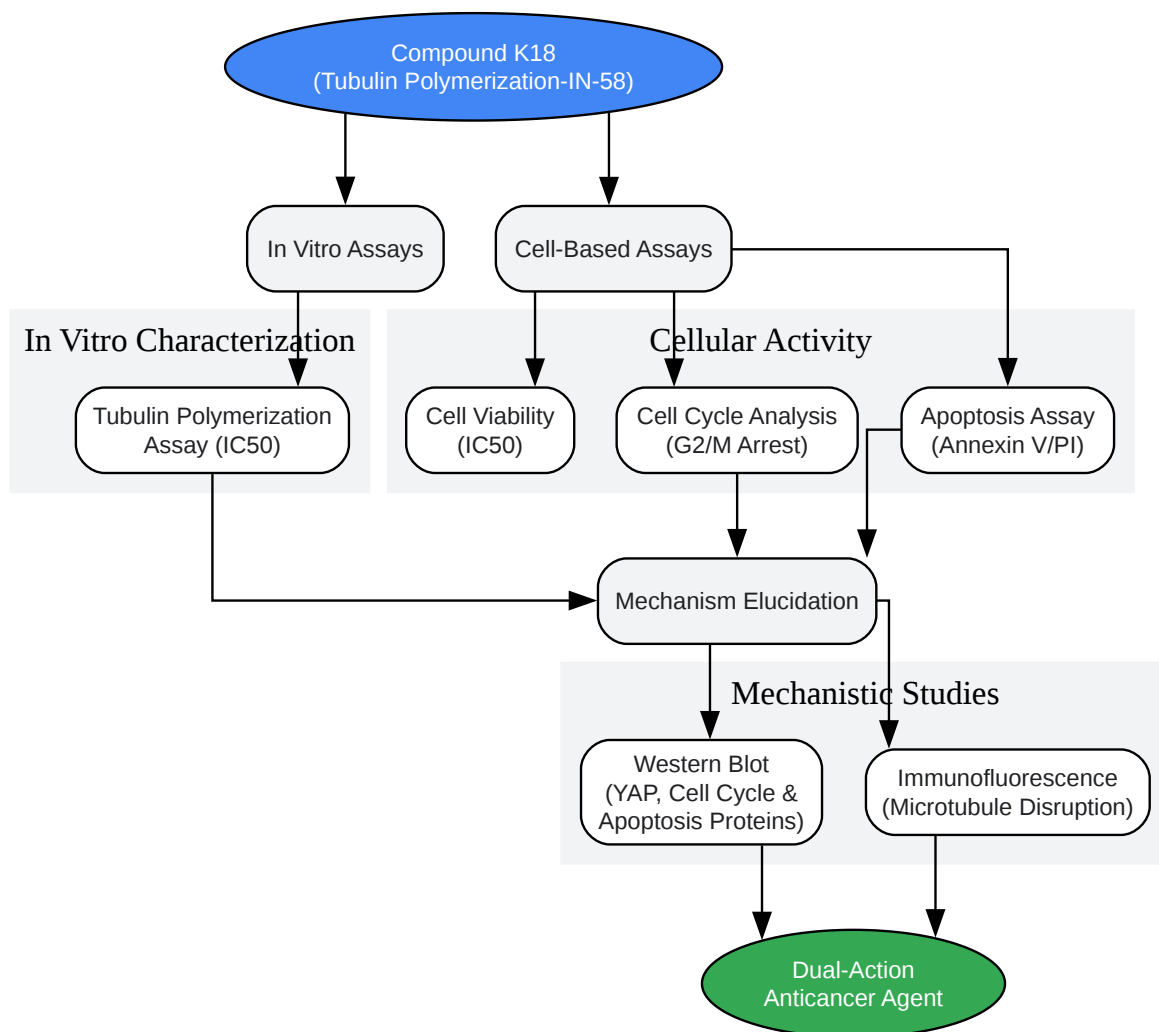 Compound K18
(Tubulin Polymerization-IN-58)
In Vitro Assays
Cell-Based Assays
In Vitro Characterization
Cellular Activity
Tubulin Polymerization
Assay (IC50)
Cell Viability
(IC50)
Cell Cycle Analysis
(G2/M Arrest)
Apoptosis Assay
(Annexin V/PI)
Mechanism Elucidation
Mechanistic Studies
Western Blot
(YAP, Cell Cycle &
Apoptosis Proteins)
Immunofluorescence
(Microtubule Disruption)
Dual-Action
Anticancer Agent